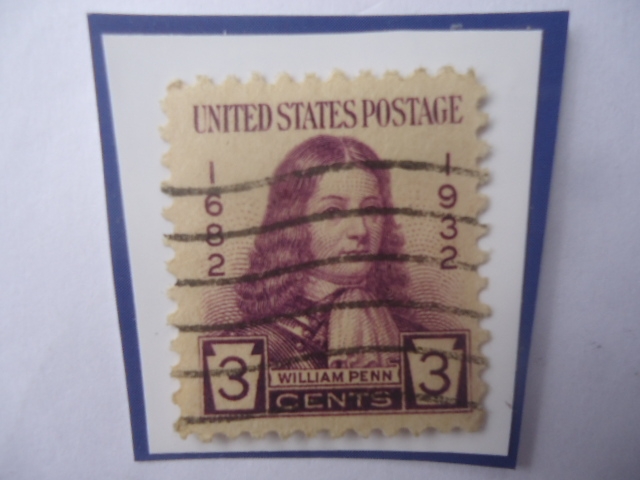 UNITED STATES POSTAGE
1682
1932
WILLIAM PENN
3 CENTS 3